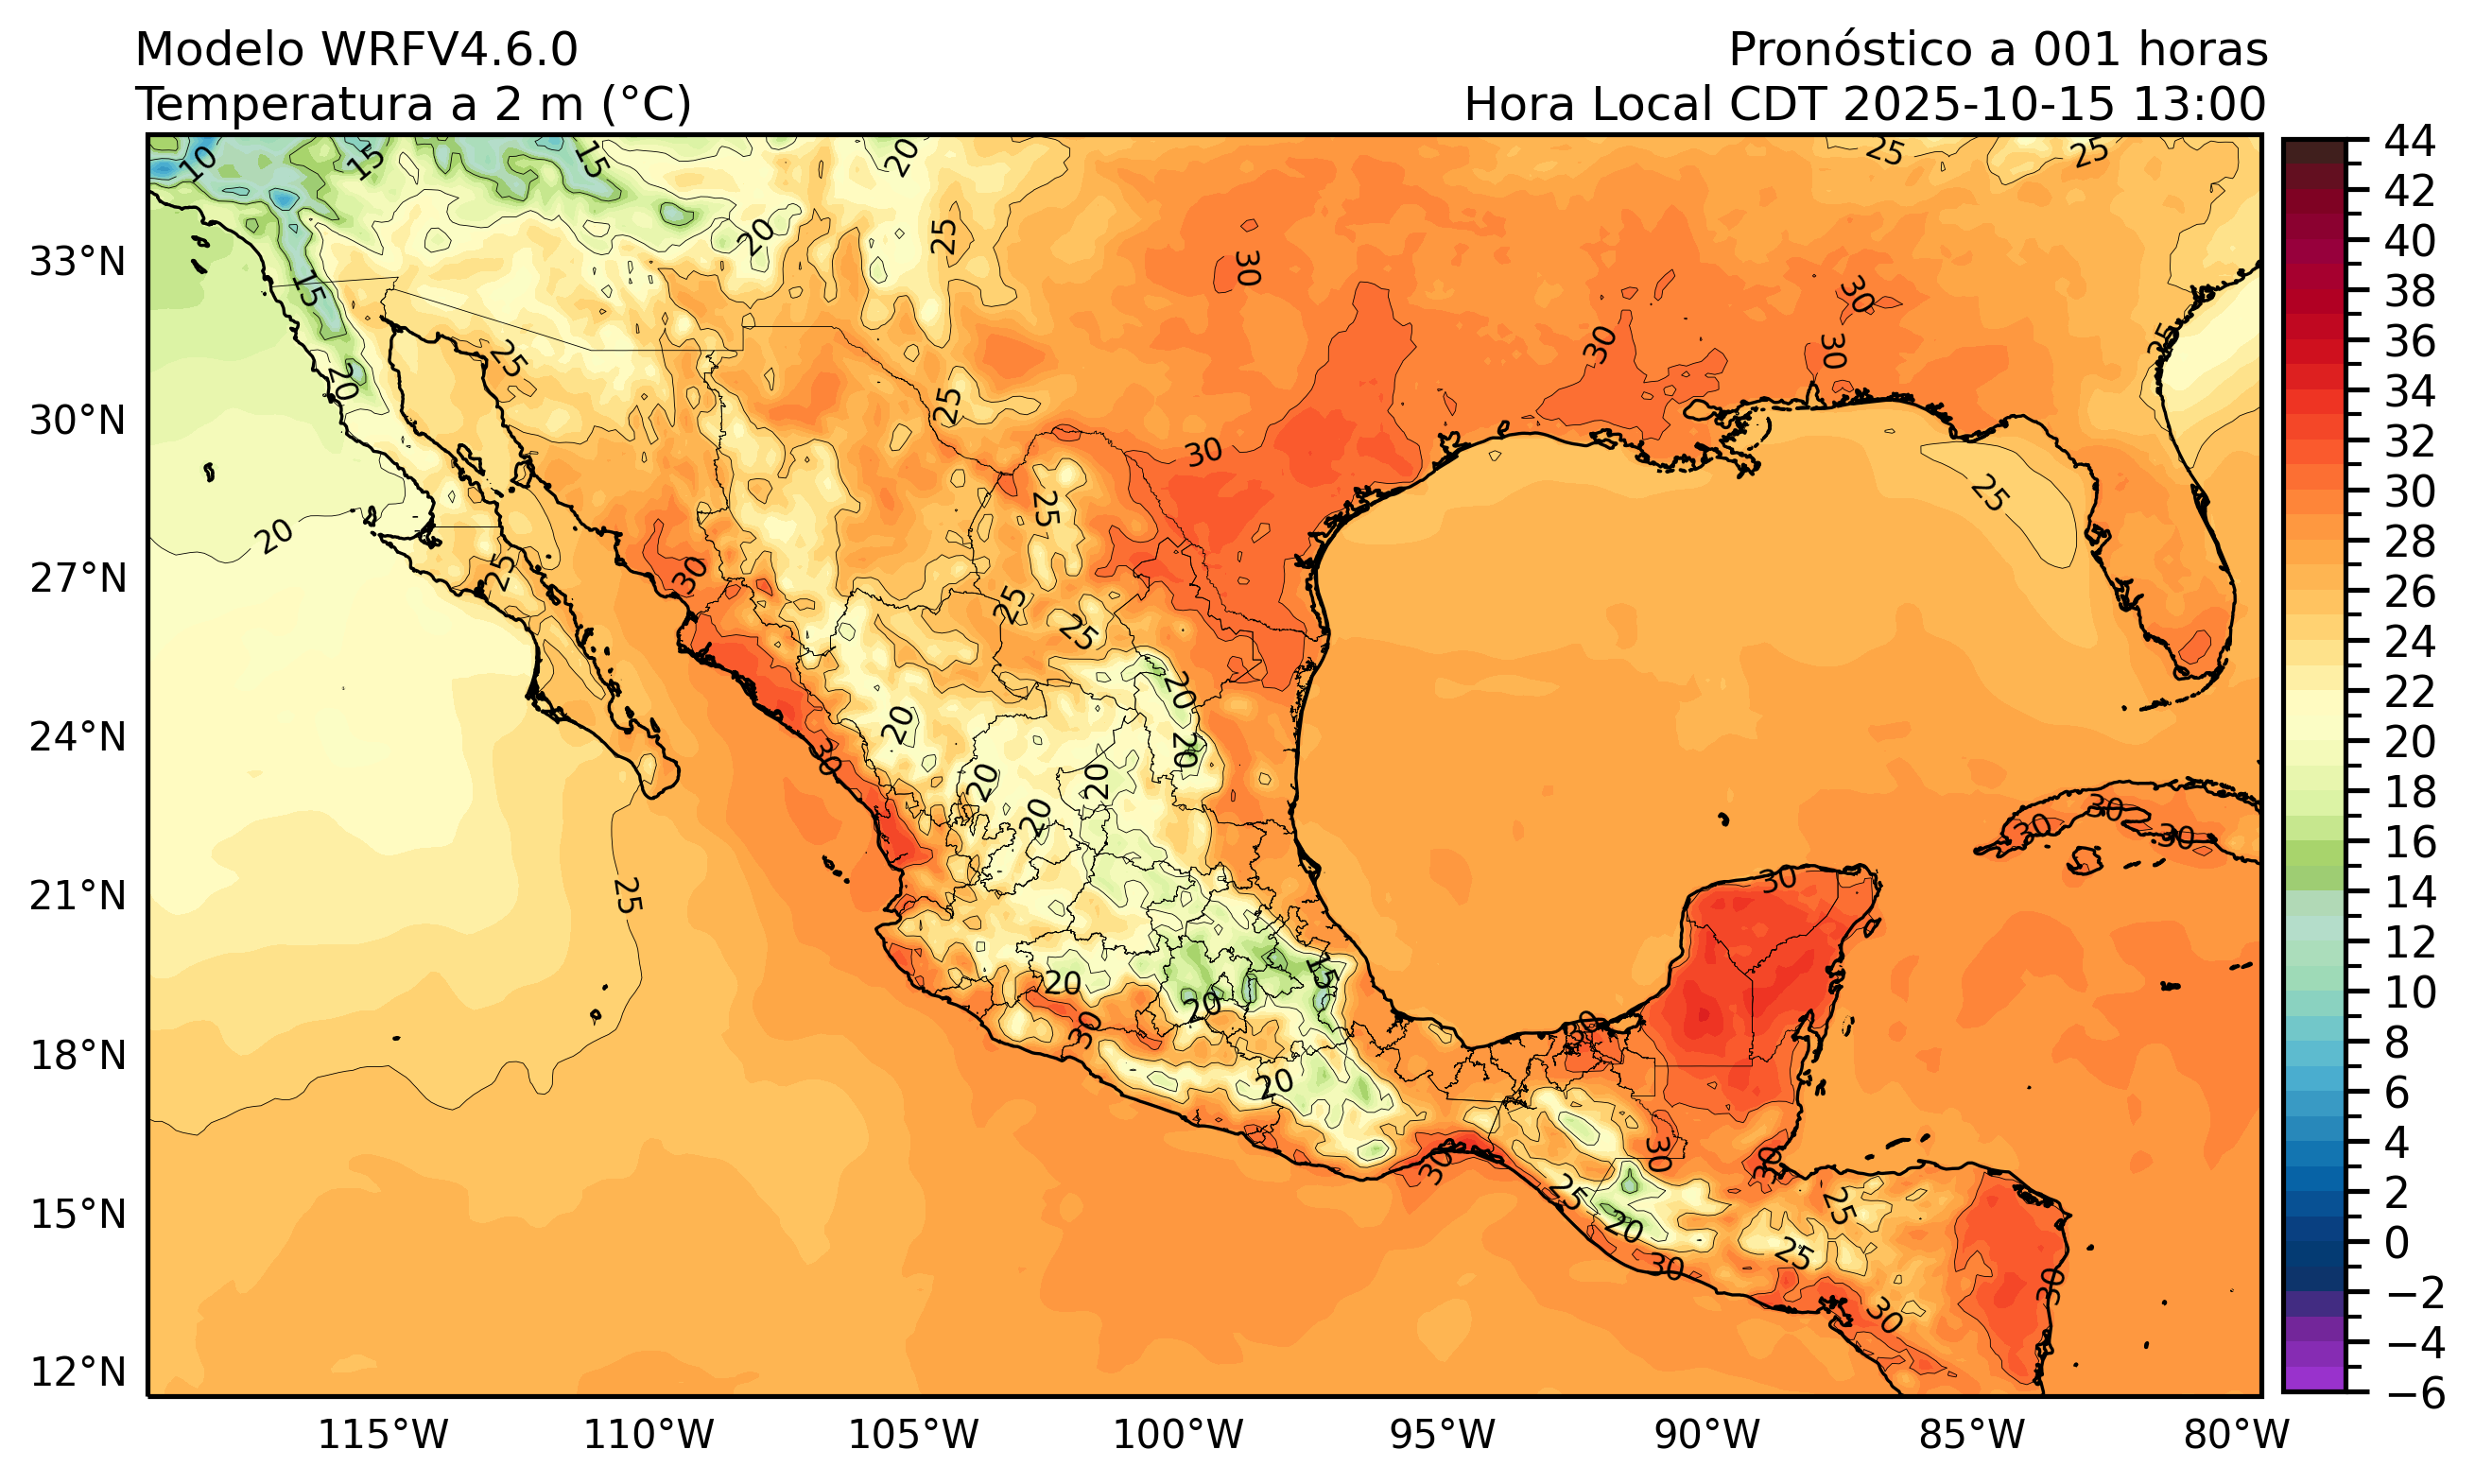 Modelo WRFV4.6.0
Temperatura a 2 m (°C)
Pronóstico a 001 horas
Hora Local CDT 2025-10-15 13:00
10 15 15 20 25 25
25 20 30 30
15 25 30 30
20 25 25
30 25
20 25 30
25 25 25
20 20
30 20 20 20
30 30 30
25 30
20 15
20 30 30
20
30 30 30
25 25
20 25
30 30 30
33°N
30°N
27°N
24°N
21°N
18°N
15°N
12°N
115°W 110°W 105°W 100°W 95°W 90°W 85°W 80°W
44
42
40
38
36
34
32
30
28
26
24
22
20
18
16
14
12
10
8
6
4
2
0
−2
−4
−6